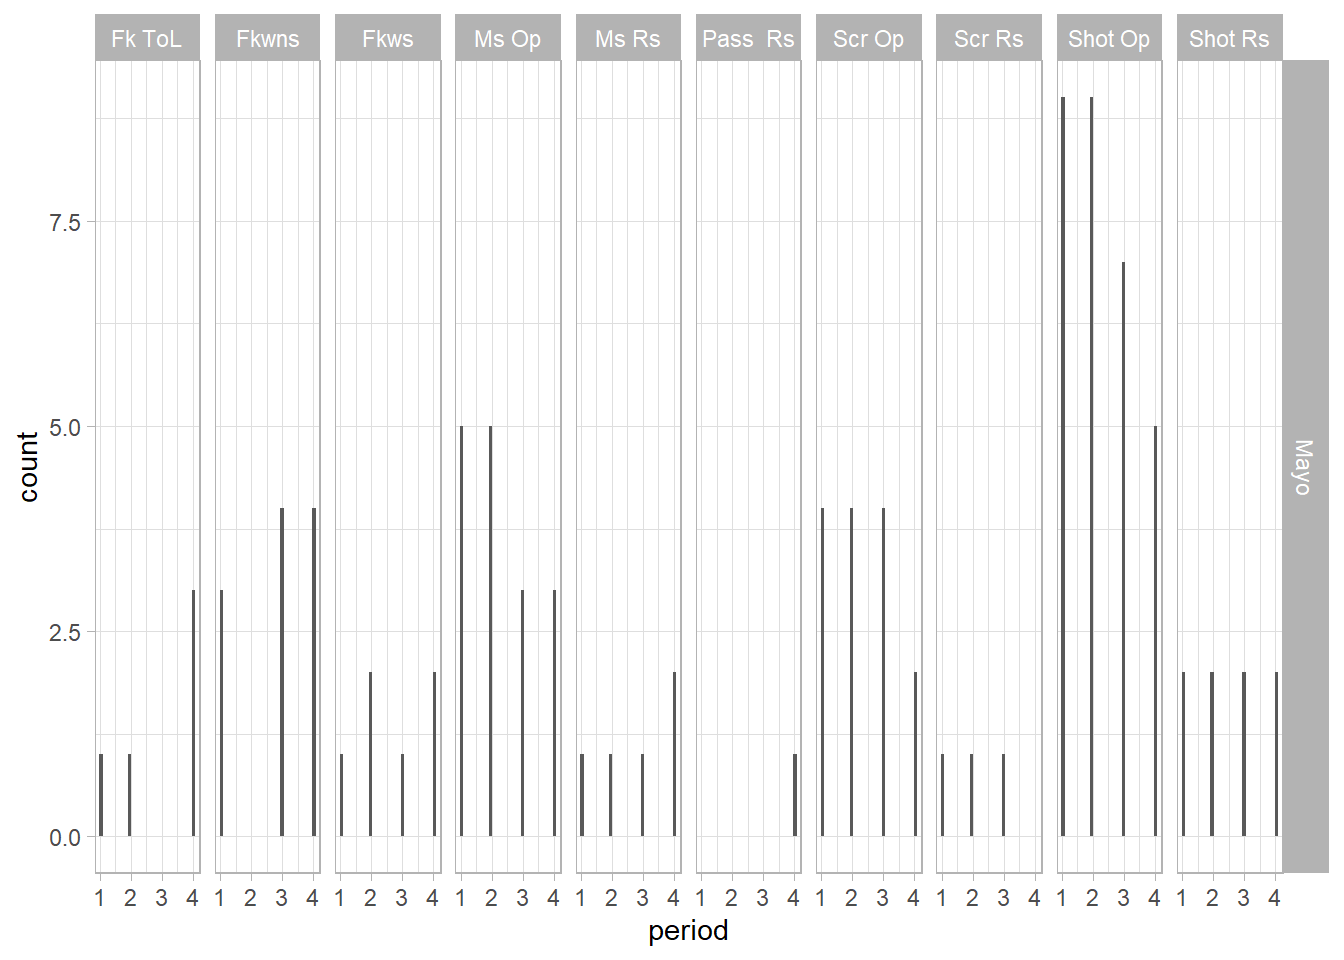 Fk ToL Fkwns Fkws Ms Op Ms Rs Pass  Rs Scr Op Scr Rs Shot Op Shot Rs
Mayo
count
7.5
5.0
2.5
0.0
1 2 3 4 1 2 3 4 1 2 3 4 1 2 3 4 1 2 3 4 1 2 3 4 1 2 3 4 1 2 3 4 1 2 3 4 1 2 3 4
period